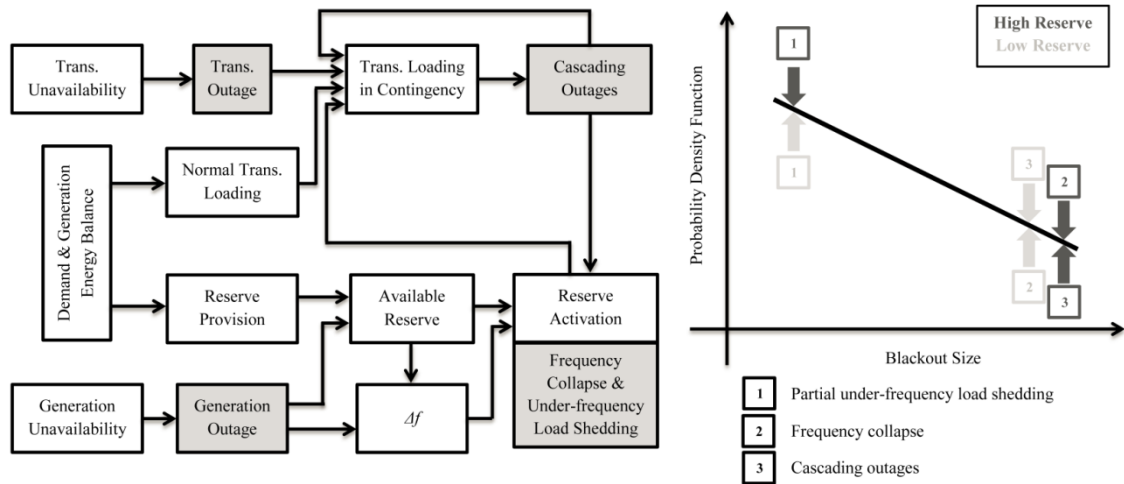 Trans.
Unavailability
Trans.
Outage
Trans. Loading
in Contingency
Cascading
Outages
Demand & Generation
Energy Balance
Normal Trans.
Loading
Reserve
Provision
Available
Reserve
Reserve
Activation
Generation
Unavailability
Generation
Outage
Δf
Frequency
Collapse &
Under-frequency
Load Shedding
Probability Density Function
High Reserve
Low Reserve
1
1
3
2
2
3
Blackout Size
1 Partial under-frequency load shedding
2 Frequency collapse
3 Cascading outages